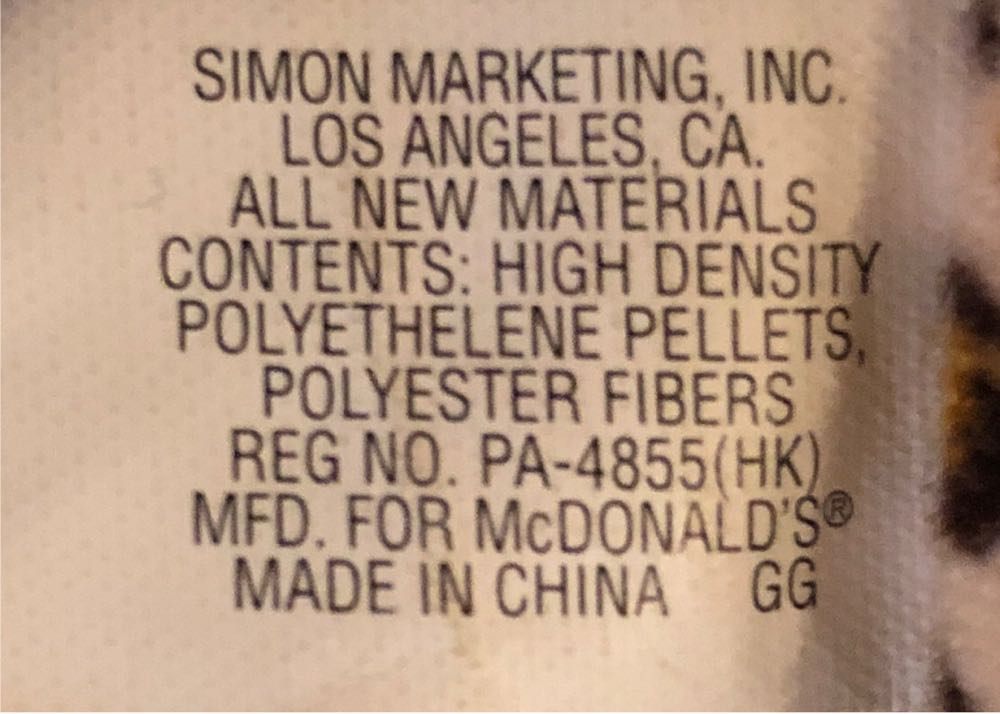 SIMON MARKETING, INC.
LOS ANGELES, CA.
ALL NEW MATERIALS
CONTENTS: HIGH DENSITY
POLYETHELENE PELLETS,
POLYESTER FIBERS
REG NO. PA-4855(HK)
MFD. FOR McDONALD'S®
MADE IN CHINA GG